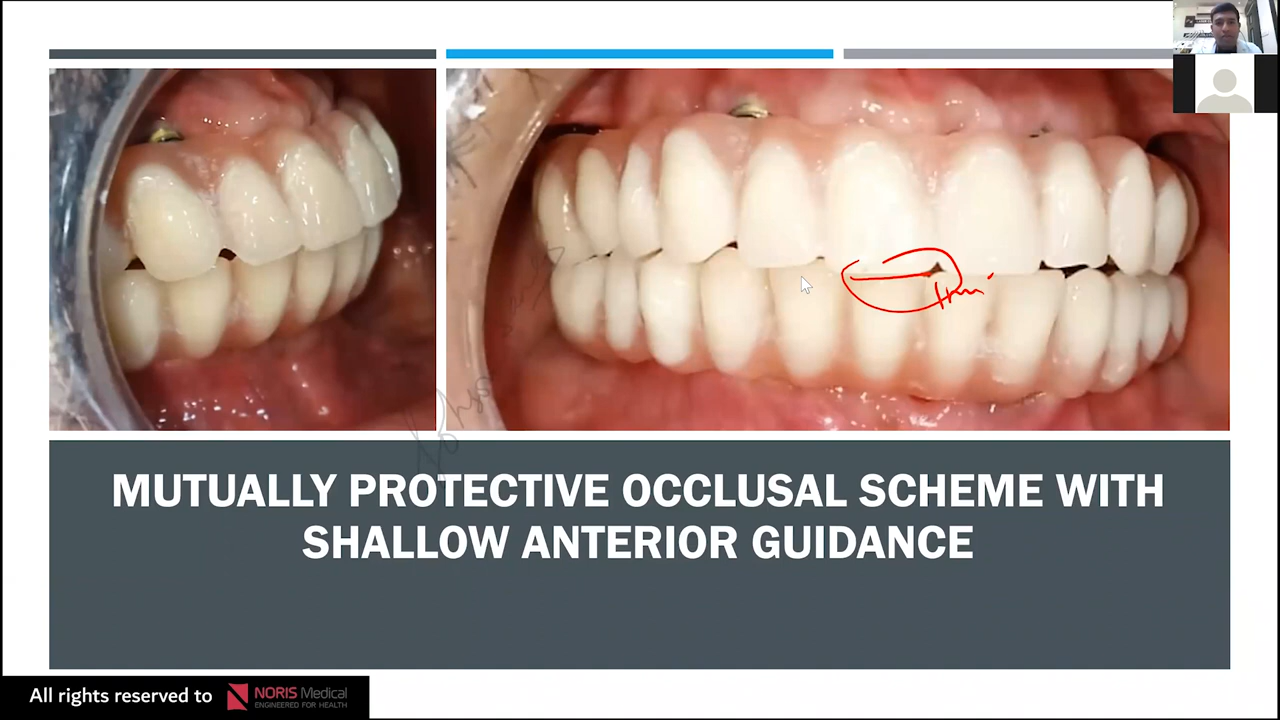 MUTUALLY PROTECTIVE OCCLUSAL SCHEME WITH
SHALLOW ANTERIOR GUIDANCE
All rights reserved to
NORIS Medical
ENGINEERED FOR HEALTH